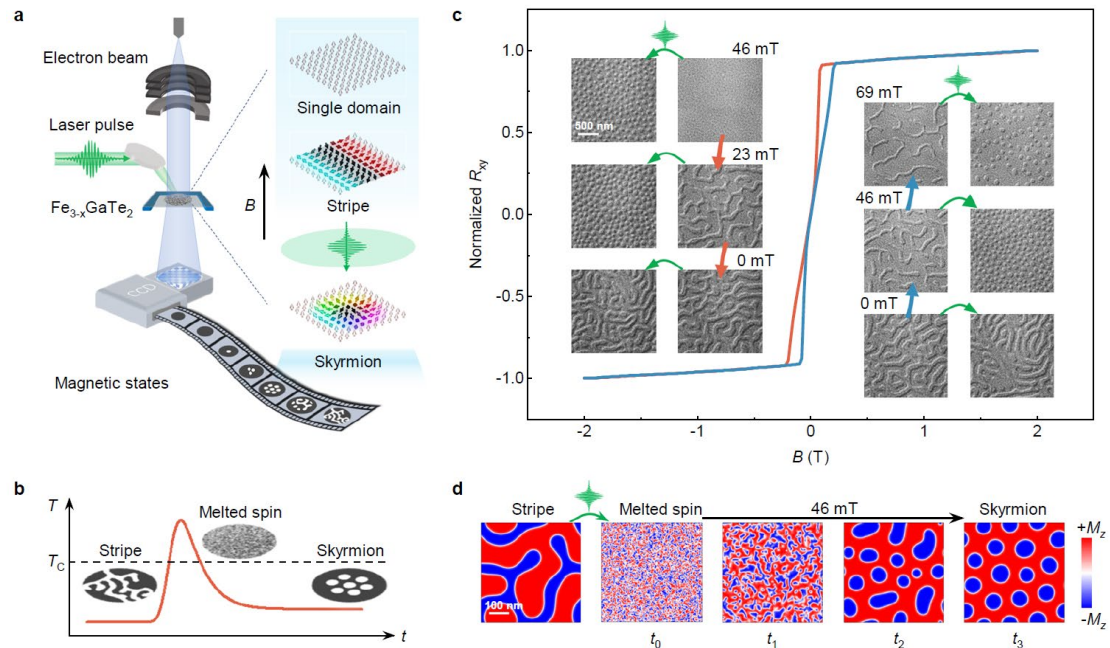 a
Electron beam
Laser pulse
Fe3-xGaTe2
CCD
Magnetic states
Single domain
B
Stripe
Skyrmion
b
T
TC
Melted spin
Stripe
Skyrmion
t
c
Normalized Rxy
1.0
0.5
0.0
-0.5
-1.0
-2
-1
0
1
2
B (T)
46 mT
500 nm
23 mT
0 mT
69 mT
46 mT
0 mT
d
Stripe
Melted spin
46 mT
Skyrmion
100 nm
t0
t1
t2
t3
+Mz
-Mz